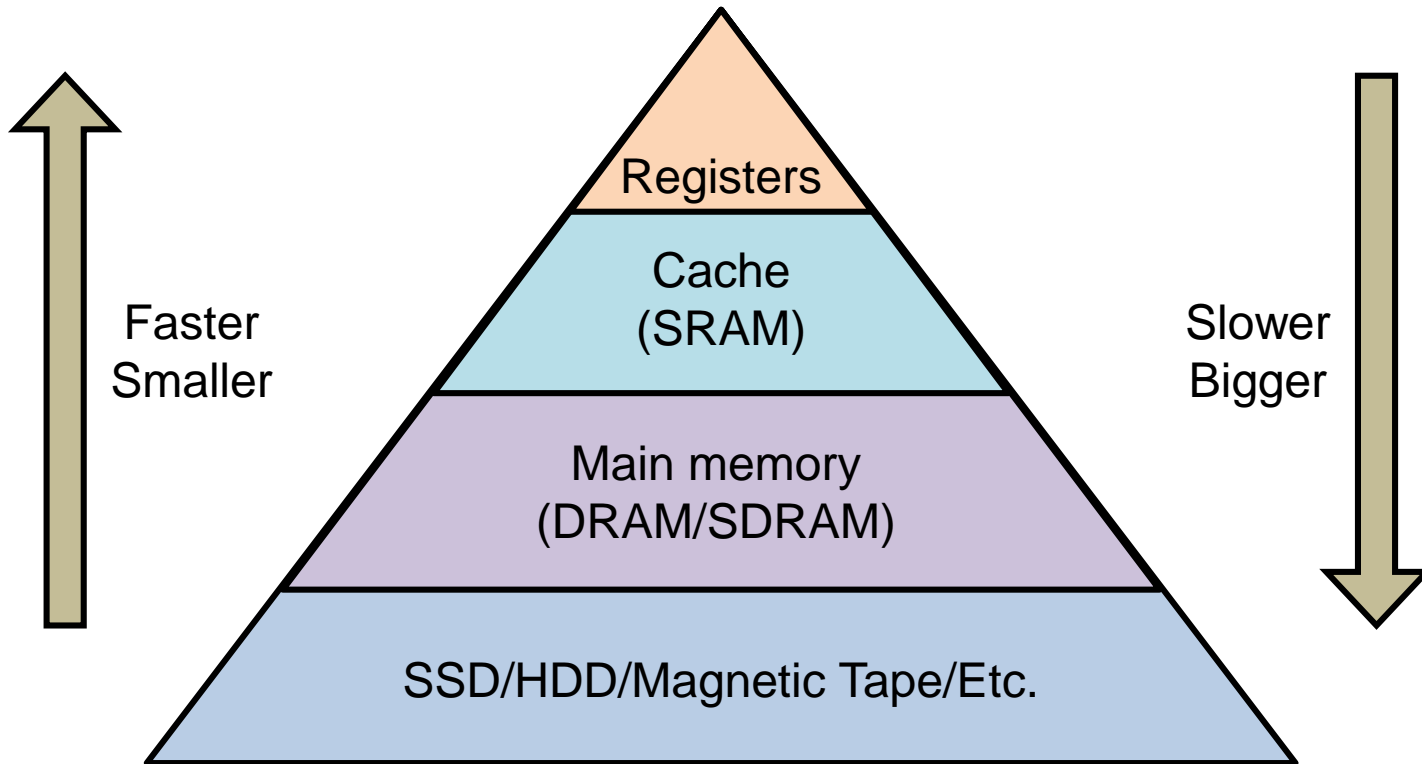 Registers
Cache
(SRAM)
Faster
Smaller
Slower
Bigger
Main memory
(DRAM/SDRAM)
SSD/HDD/Magnetic Tape/Etc.